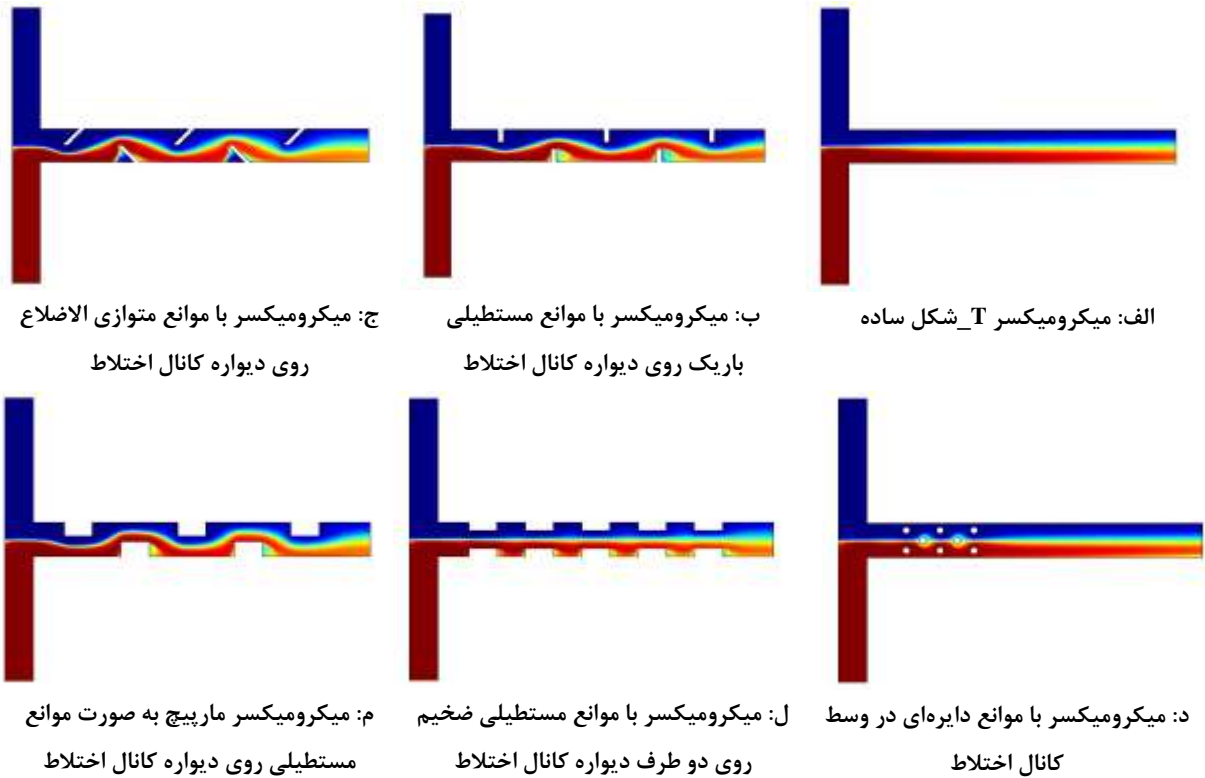 الف: میکرومیکسر T_شکل ساده
ب: میکرومیکسر با موانع مستطیلی
باریک روی دیواره کانال اختلاط
ج: میکرومیکسر با موانع متوازی الاضلاع
روی دیواره کانال اختلاط
د: میکرومیکسر با موانع دایره‌ای در وسط
کانال اختلاط
ل: میکرومیکسر با موانع مستطیلی ضخیم
روی دو طرف دیواره کانال اختلاط
م: میکرومیکسر مارپیچ به صورت موانع
مستطیلی روی دیواره کانال اختلاط